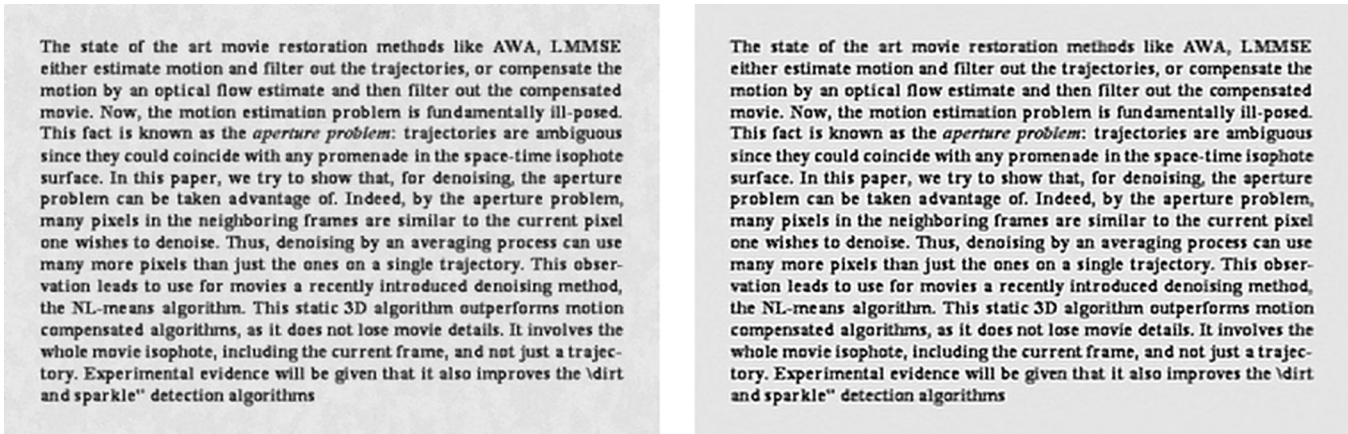 The state of the art movie restoration methods like AWA, LMMSE
either estimate motion and filter out the trajectories, or compensate the
motion by an optical flow estimate and then filter out the compensated
movie. Now, the motion estimation problem is fundamentally ill-posed.
This fact is known as the aperture problem: trajectories are ambiguous
since they could coincide with any promenade in the space-time isophote
surface. In this paper, we try to show that, for denoising, the aperture
problem can be taken advantage of. Indeed, by the aperture problem,
many pixels in the neighboring frames are similar to the current pixel
one wishes to denoise. Thus, denoising by an averaging process can use
many more pixels than just the ones on a single trajectory. This obser-
vation leads to use for movies a recently introduced denoising method,
the NL-means algorithm. This static 3D algorithm outperforms motion
compensated algorithms, as it does not lose movie details. It involves the
whole movie isophote, including the current frame, and not just a trajec-
tory. Experimental evidence will be given that it also improves the \dirt
and sparkle" detection algorithms
The state of the art movie restoration methods like AWA, LMMSE
either estimate motion and filter out the trajectories, or compensate the
motion by an optical flow estimate and then filter out the compensated
movie. Now, the motion estimation problem is fundamentally ill-posed.
This fact is known as the aperture problem: trajectories are ambiguous
since they could coincide with any promenade in the space-time isophote
surface. In this paper, we try to show that, for denoising, the aperture
problem can be taken advantage of. Indeed, by the aperture problem,
many pixels in the neighboring frames are similar to the current pixel
one wishes to denoise. Thus, denoising by an averaging process can use
many more pixels than just the ones on a single trajectory. This obser-
vation leads to use for movies a recently introduced denoising method,
the NL-means algorithm. This static 3D algorithm outperforms motion
compensated algorithms, as it does not lose movie details. It involves the
whole movie isophote, including the current frame, and not just a trajec-
tory. Experimental evidence will be given that it also improves the \dirt
and sparkle" detection algorithms